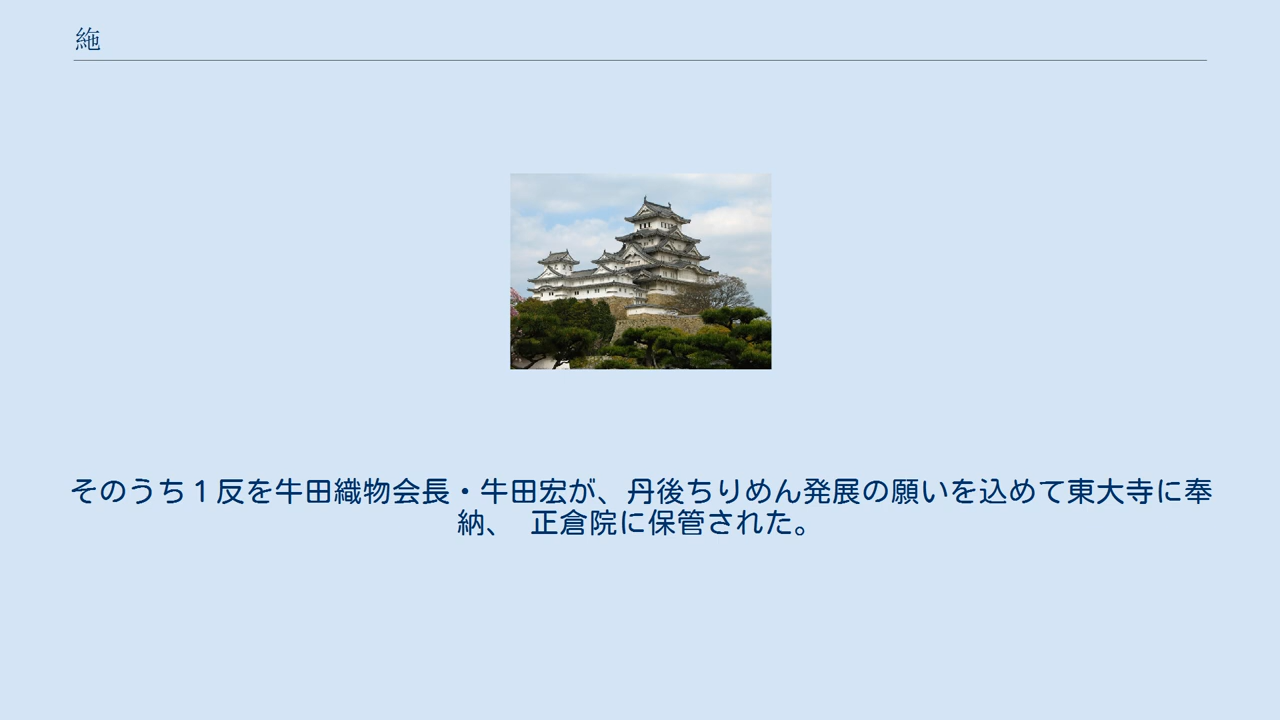 絁
そのうち１反を牛田織物会長・牛田宏が、丹後ちりめん発展の願いを込めて東大寺に奉
納、 正倉院に保管された。